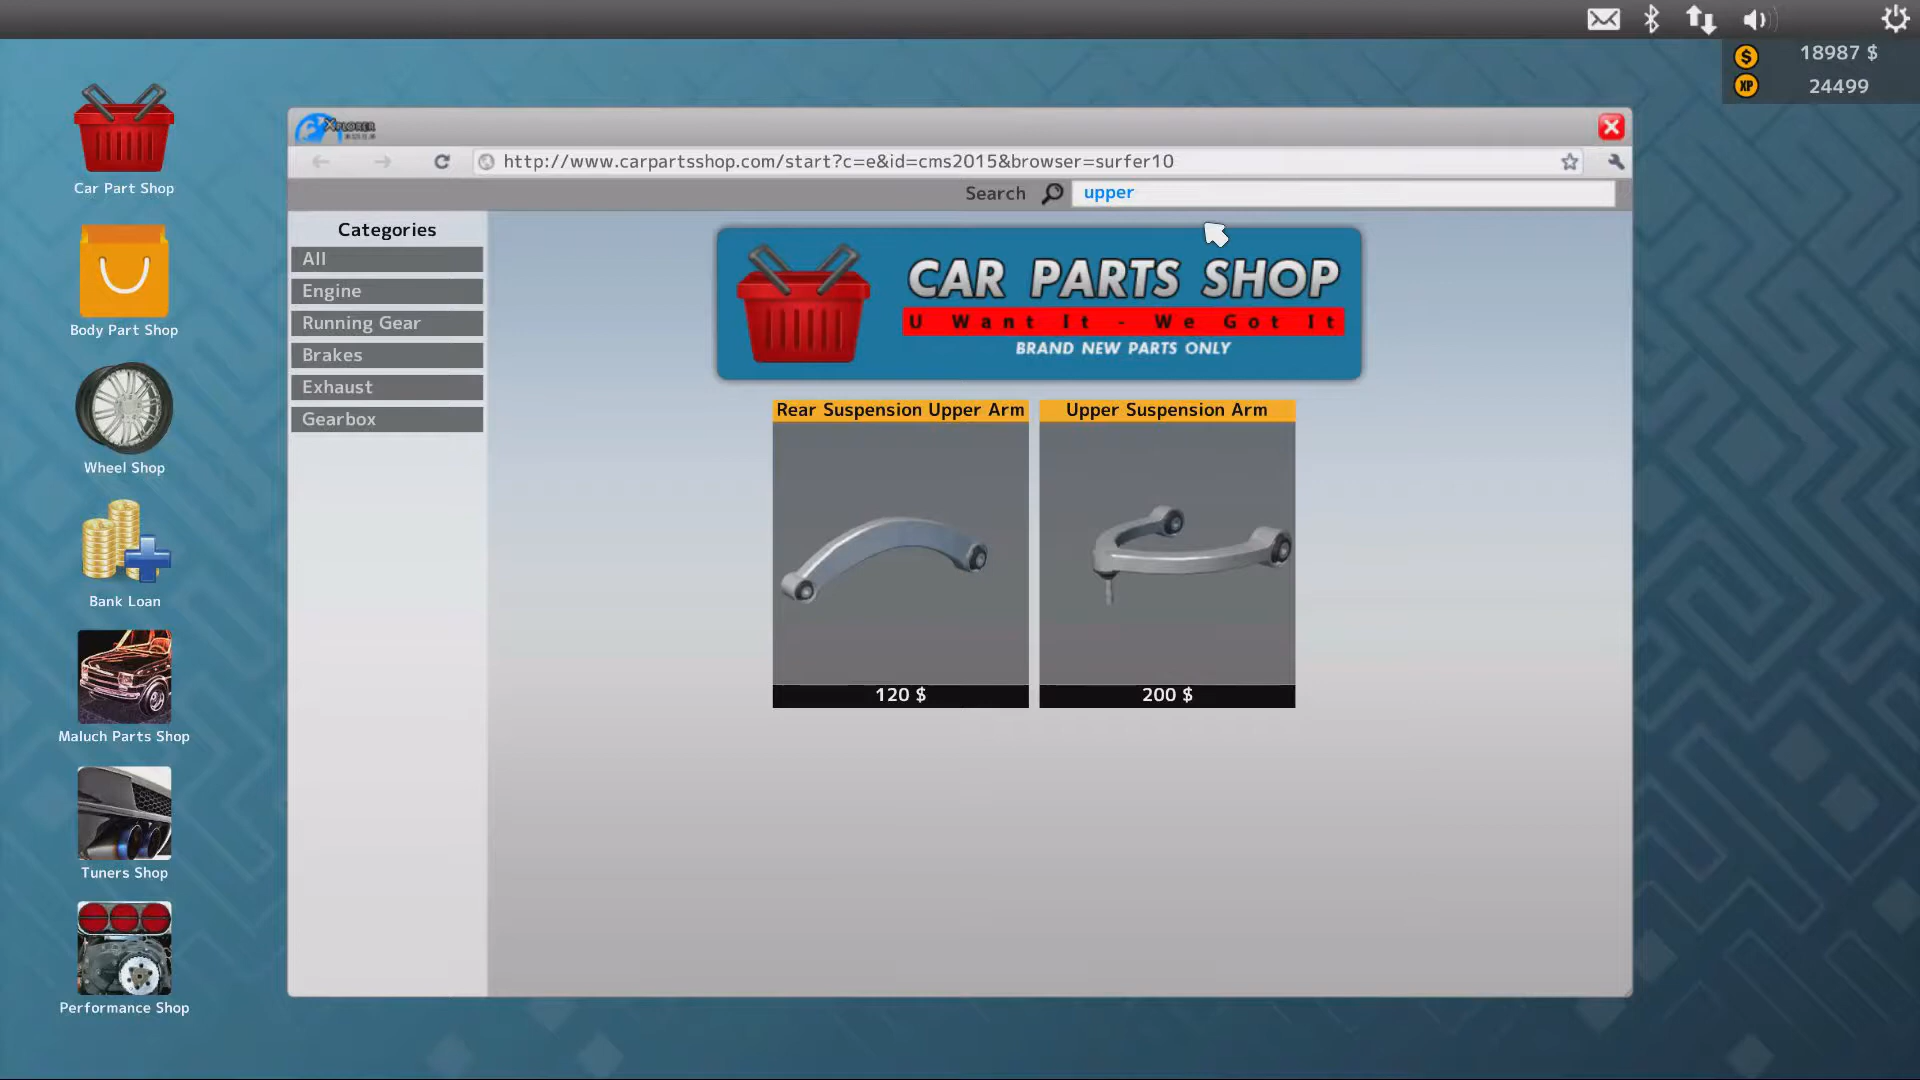 18987 $
XP
24499
Car Part Shop
Body Part Shop
Wheel Shop
Bank Loan
Maluch Parts Shop
Tuners Shop
Performance Shop
XPLORER
http://www.carpartsshop.com/start?c=e&id=cms2015&browser=surfer10
Search
upper
Categories
All
Engine
Running Gear
Brakes
Exhaust
Gearbox
CAR PARTS SHOP
U Want It - We Got It
BRAND NEW PARTS ONLY
Rear Suspension Upper Arm
120 $
Upper Suspension Arm
200 $